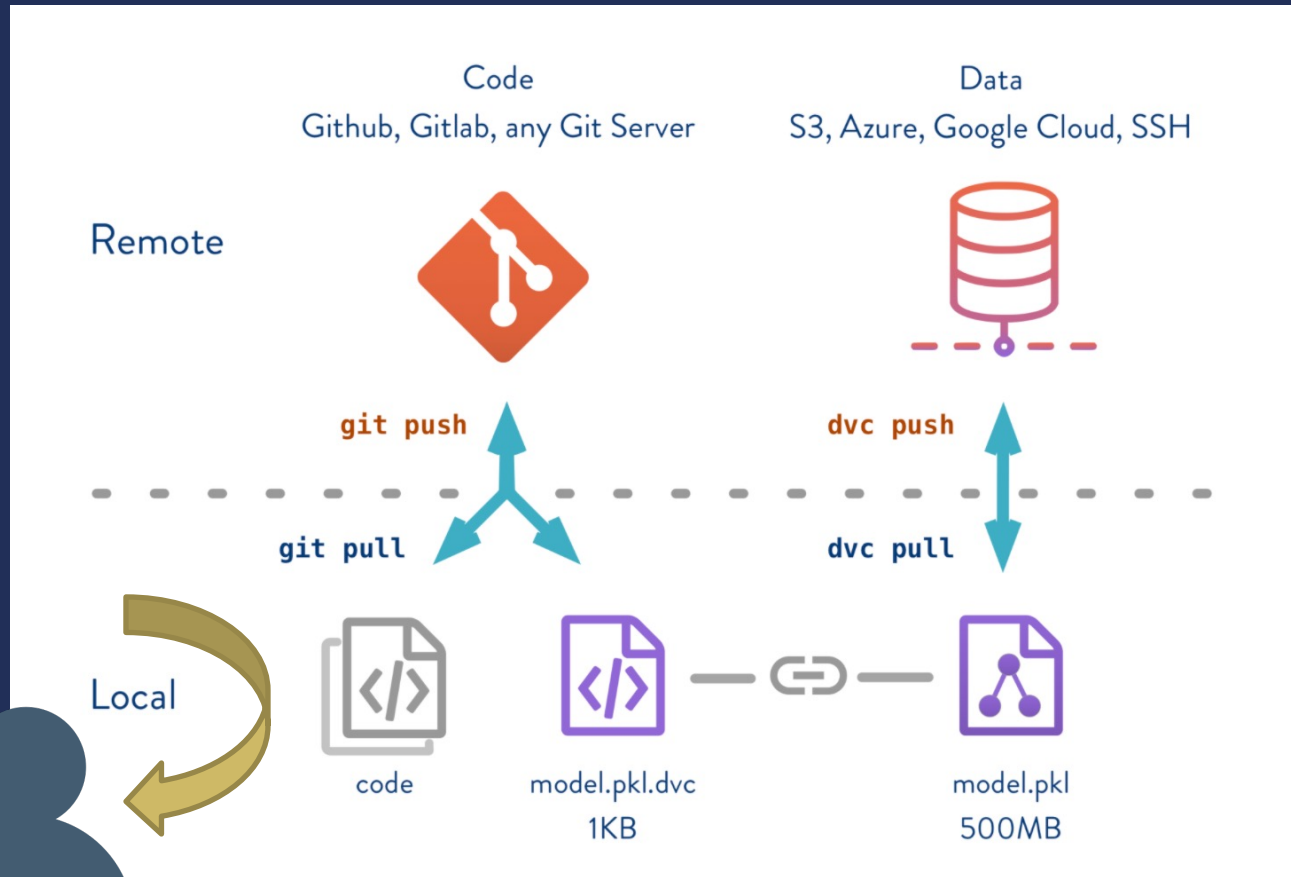 Code
Github, Gitlab, any Git Server
Data
S3, Azure, Google Cloud, SSH
Remote
git push
dvc push
git pull
dvc pull
Local
code
model.pkl.dvc
1KB
model.pkl
500MB